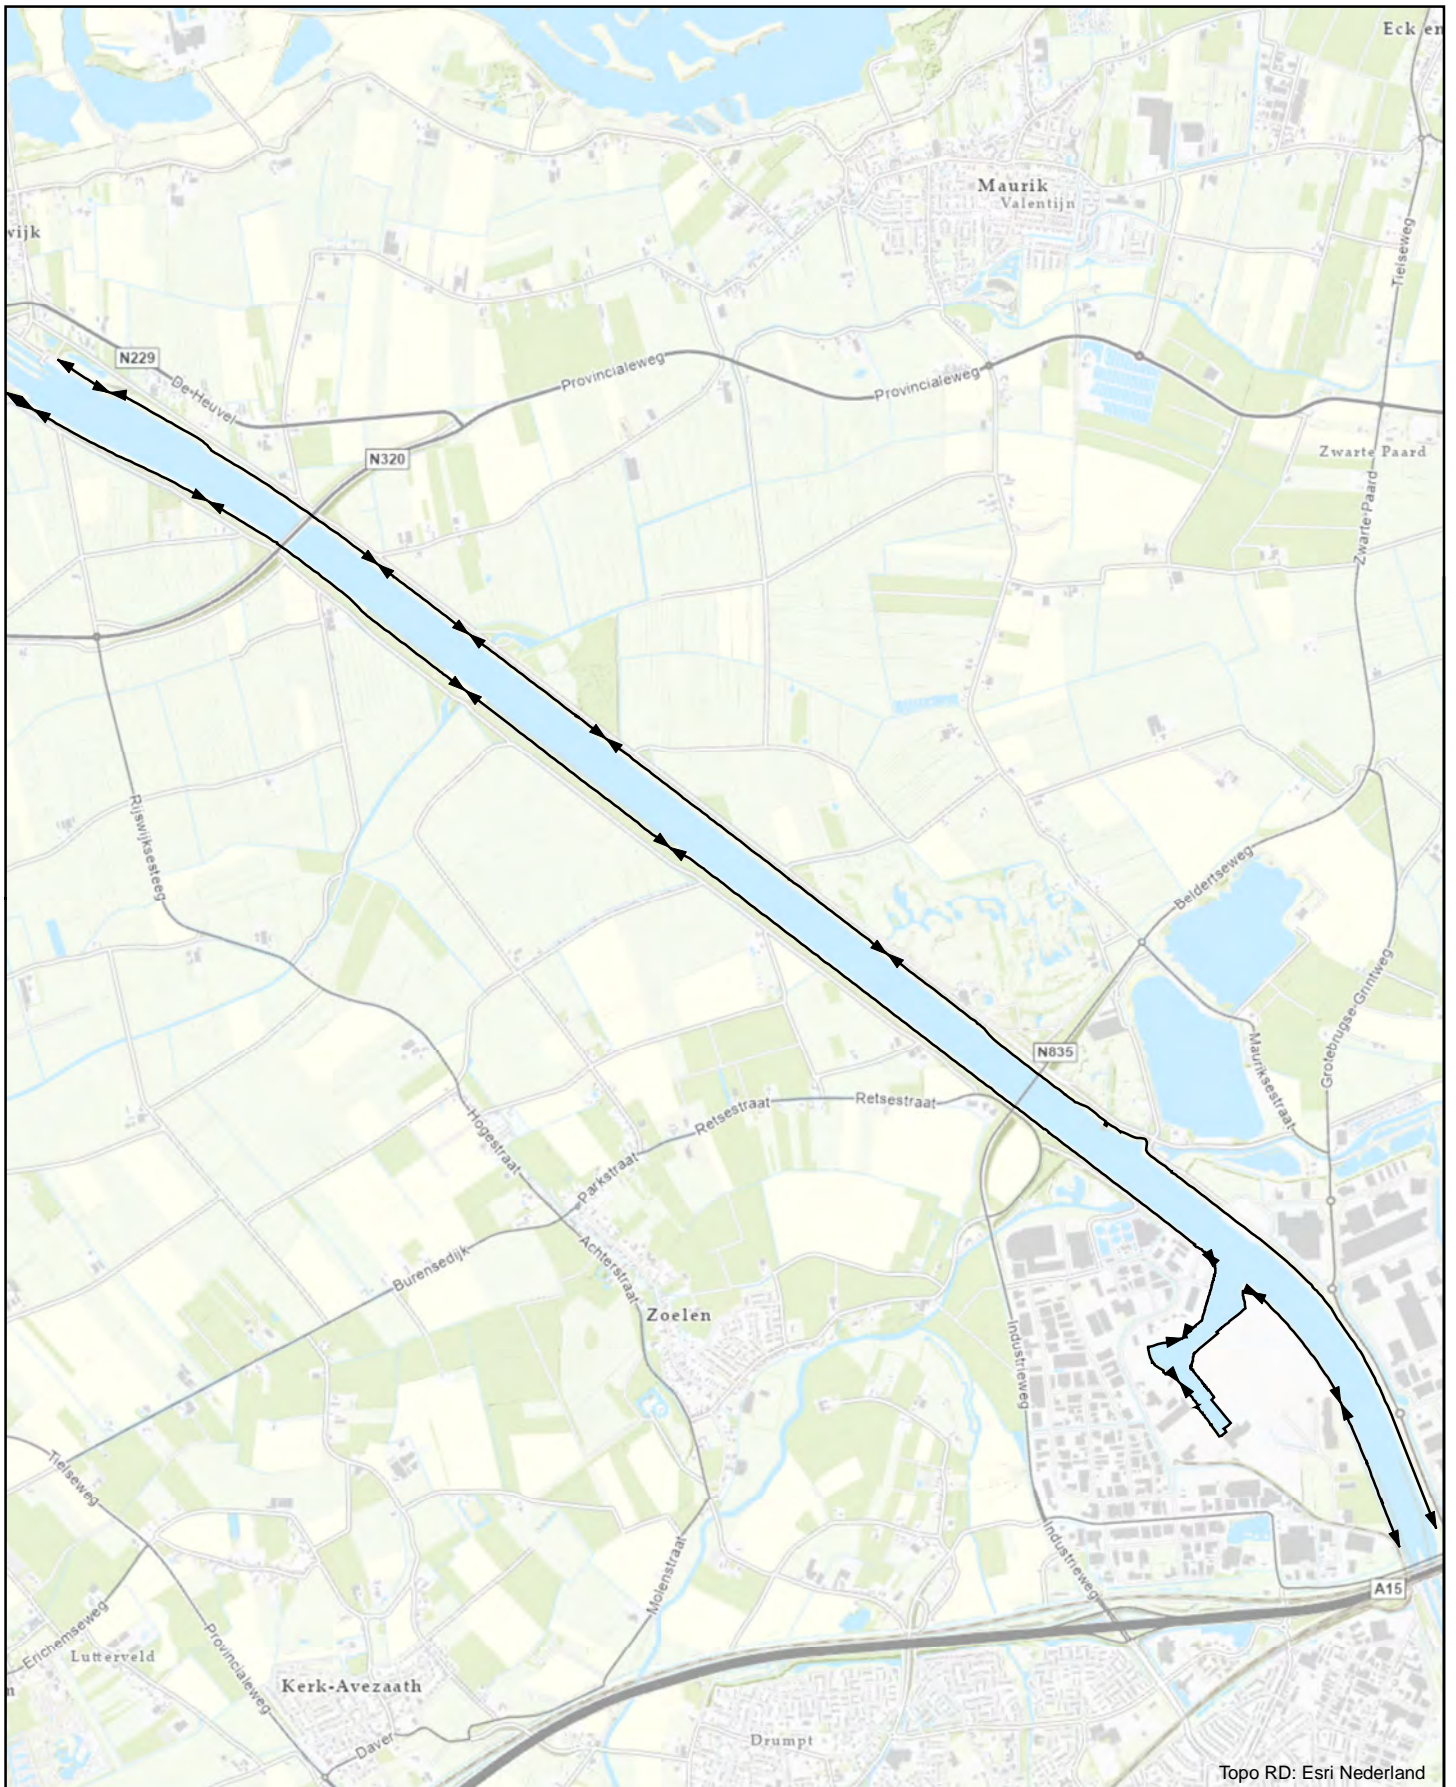 Eck en
Maurik
Valentijn
wijk
Tielseweg
N229
De Heuvel
Provincialeweg
Provincialeweg
N320
Zwarte Paard
Zwarte Paard
Rijswijksesteeg
Beldertseweg
Grotebrugse-Grintweg
N835
Mauriksestraat
Retsestraat
Retsestraat
Hogestraat
Parkstraat
Achterstraat
Burensedijk
Zoelen
Industrieweg
Tielseweg
Industrieweg
Molenstraat
A15
Erichemseweg
Lutterveld
Provincialeweg
Kerk-Avezaath
n
Daver
Drumpt
Topo RD: Esri Nederland